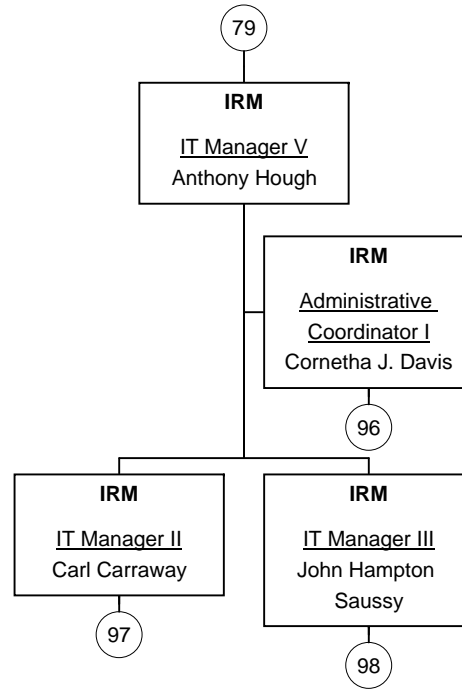 79
IRM
IT Manager V
Anthony Hough
IRM
Administrative
Coordinator I
Cornetha J. Davis
96
IRM
IT Manager II
Carl Carraway
97
IRM
IT Manager III
John Hampton
Saussy
98